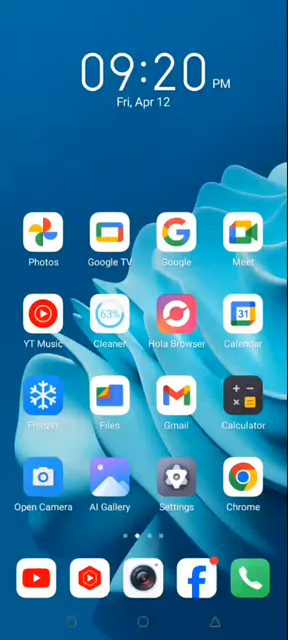 09:20 PM
Fri, Apr 12
Photos
Google TV
Google
Meet
YT Music
63%
Cleaner
Hola Browser
31
Calendar
Freezer
Files
Gmail
Calculator
Open Camera
AI Gallery
Settings
Chrome